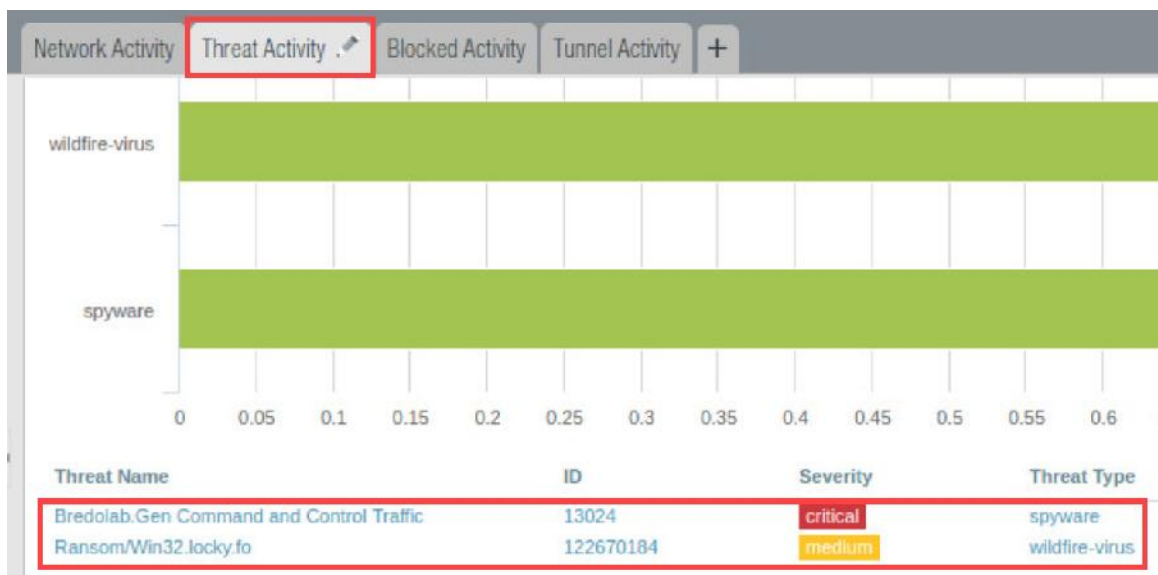 Network Activity Threat Activity Blocked Activity Tunnel Activity +
wildfire-virus
spyware
0 0.05 0.1 0.15 0.2 0.25 0.3 0.35 0.4 0.45 0.5 0.55 0.6
Threat Name ID Severity Threat Type
Bredolab.Gen Command and Control Traffic 13024 critical spyware
Ransom/Win32.locky.fo 122670184 medium wildfire-virus